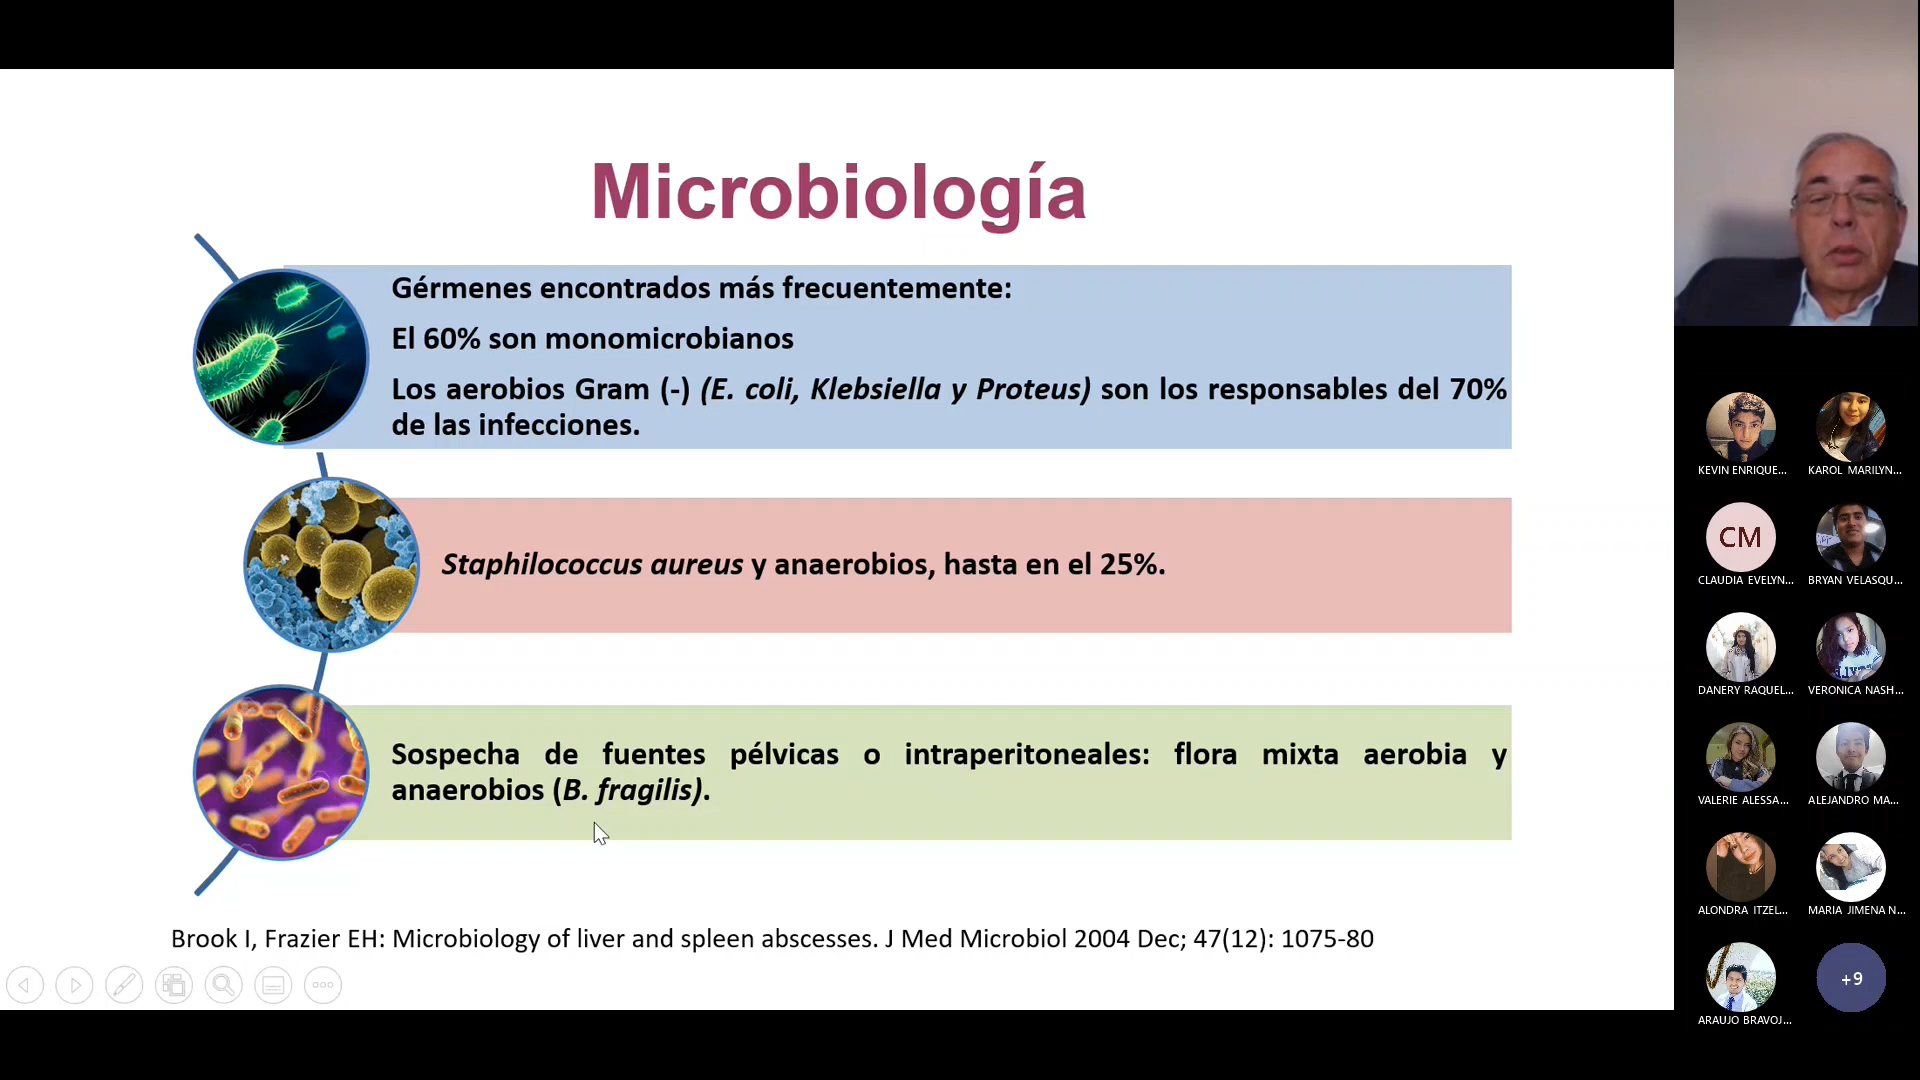 Microbiología
Gérmenes encontrados más frecuentemente:
El 60% son monomicrobianos
Los aerobios Gram (-) (E. coli, Klebsiella y Proteus) son los responsables del 70%
de las infecciones.
Staphilococcus aureus y anaerobios, hasta en el 25%.
Sospecha de fuentes pélvicas o intraperitoneales: flora mixta aerobia y
anaerobios (B. fragilis).
Brook I, Frazier EH: Microbiology of liver and spleen abscesses. J Med Microbiol 2004 Dec; 47(12): 1075-80
KEVIN ENRIQUE...
KAROL MARILYN...
CM
CLAUDIA EVELYN...
BRYAN VELASQU...
DANERY RAQUEL...
VERONICA NASH...
VALERIE ALESSA...
ALEJANDRO MA...
ALONDRA ITZEL...
MARIA JIMENA N...
ARAUJO BRAVOJ...
+9